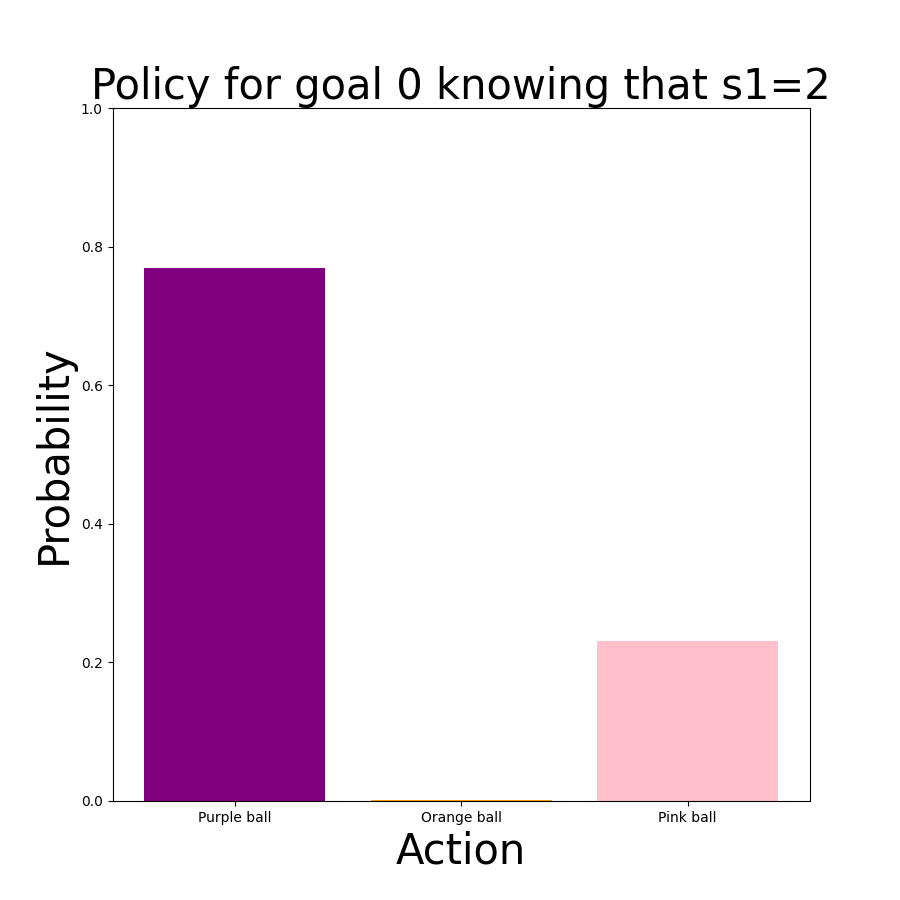 Policy for goal 0 knowing that s1=2
1.0
0.8
0.6
0.4
0.2
0.0
Probability
Purple ball
Orange ball
Pink ball
Action